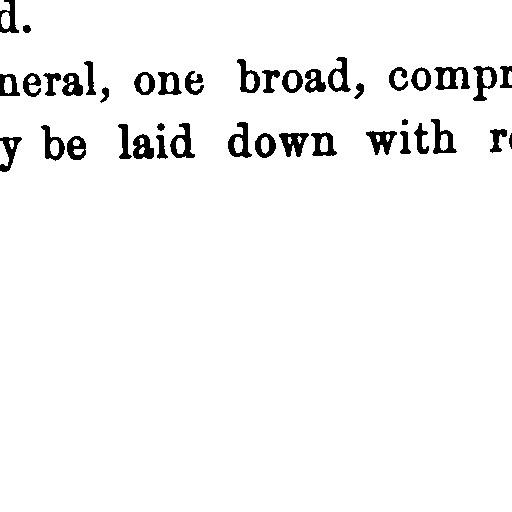 d.
neral, one broad, compr
y be laid down with r